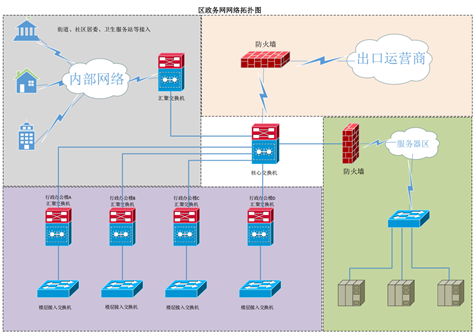 区政务网网络拓扑图
街道、社区居委、卫生服务站等接入
内部网络
汇聚交换机
防火墙
出口运营商
核心交换机
防火墙
服务器区
行政办公楼A
汇聚交换机
行政办公楼B
汇聚交换机
行政办公楼C
汇聚交换机
行政办公楼D
汇聚交换机
楼层接入交换机
楼层接入交换机
楼层接入交换机
楼层接入交换机